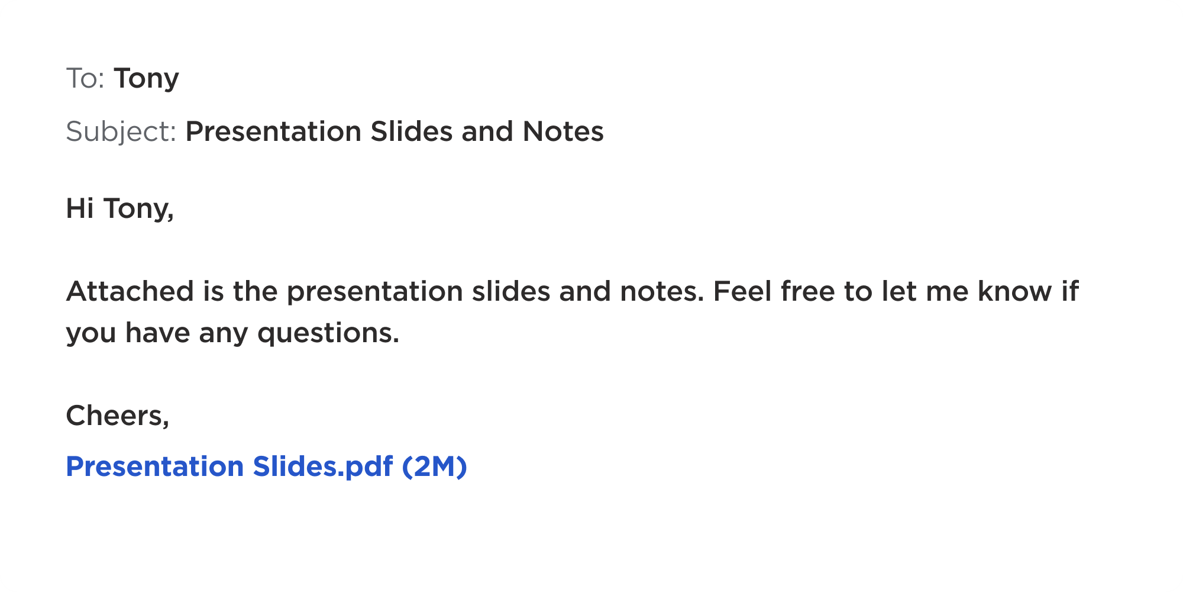 To: Tony
Subject: Presentation Slides and Notes
Hi Tony,
Attached is the presentation slides and notes. Feel free to let me know if
you have any questions.
Cheers,
Presentation Slides.pdf (2M)